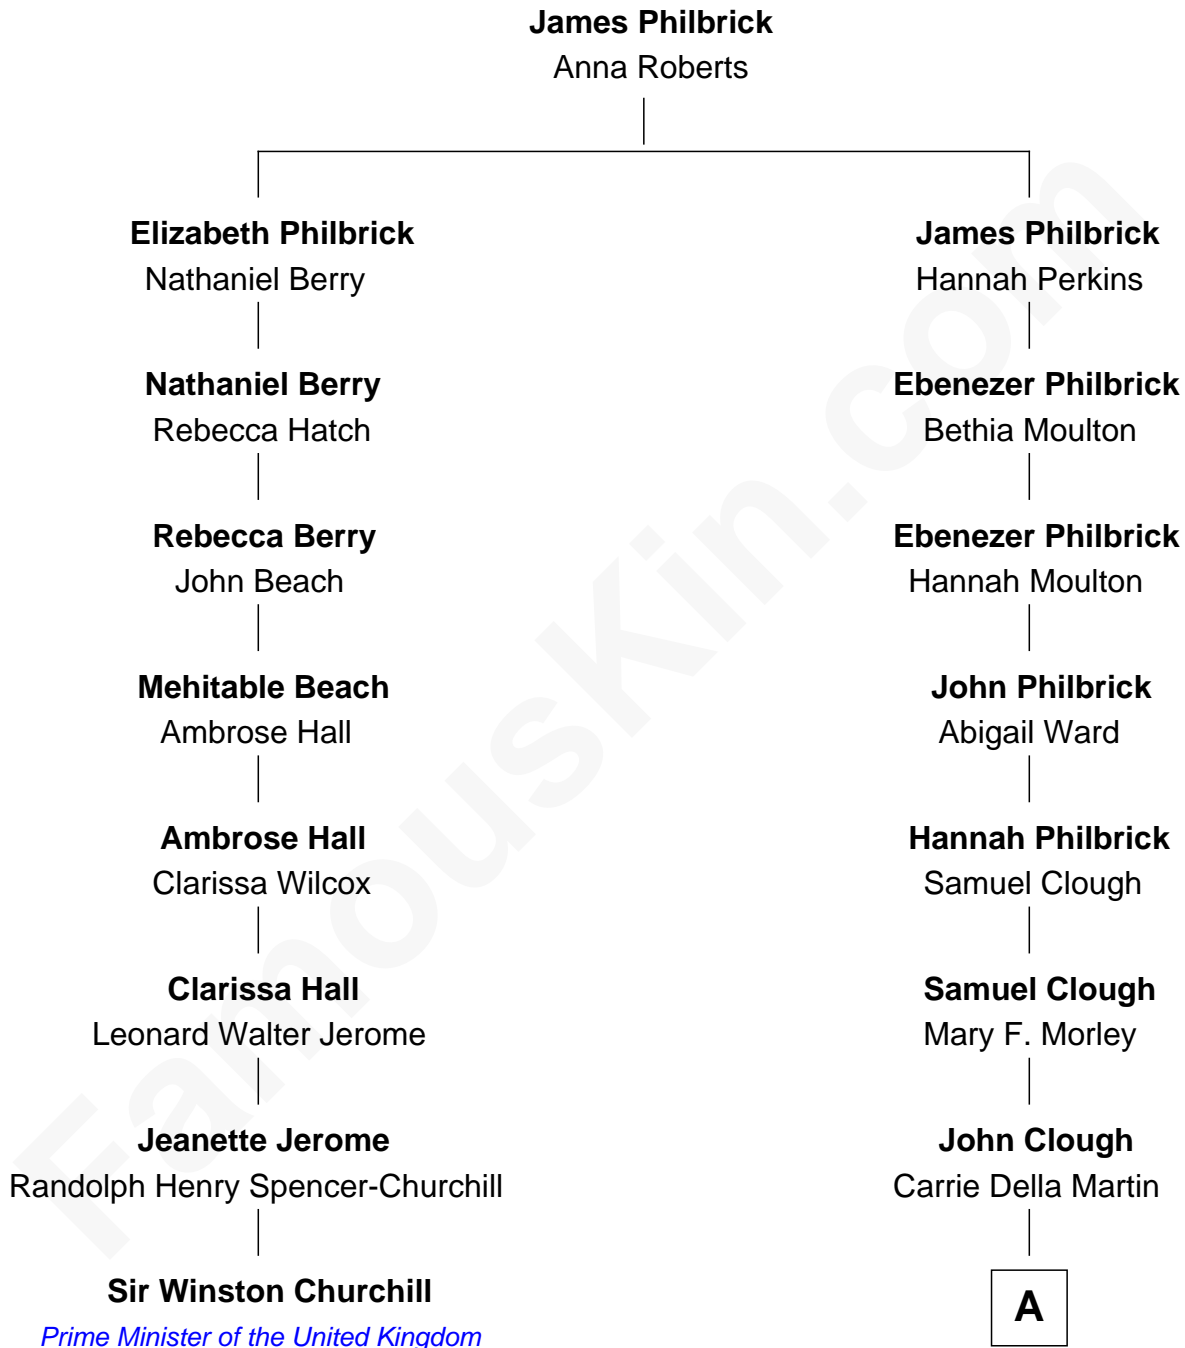 James Philbrick
Anna Roberts
Elizabeth Philbrick
Nathaniel Berry
James Philbrick
Hannah Perkins
Nathaniel Berry
Rebecca Hatch
Ebenezer Philbrick
Bethia Moulton
Rebecca Berry
John Beach
Ebenezer Philbrick
Hannah Moulton
Mehitable Beach
Ambrose Hall
John Philbrick
Abigail Ward
Ambrose Hall
Clarissa Wilcox
Hannah Philbrick
Samuel Clough
Clarissa Hall
Leonard Walter Jerome
Samuel Clough
Mary F. Morley
Jeanette Jerome
Randolph Henry Spencer-Churchill
John Clough
Carrie Della Martin
Sir Winston Churchill
Prime Minister of the United Kingdom
A
FamousKin.com